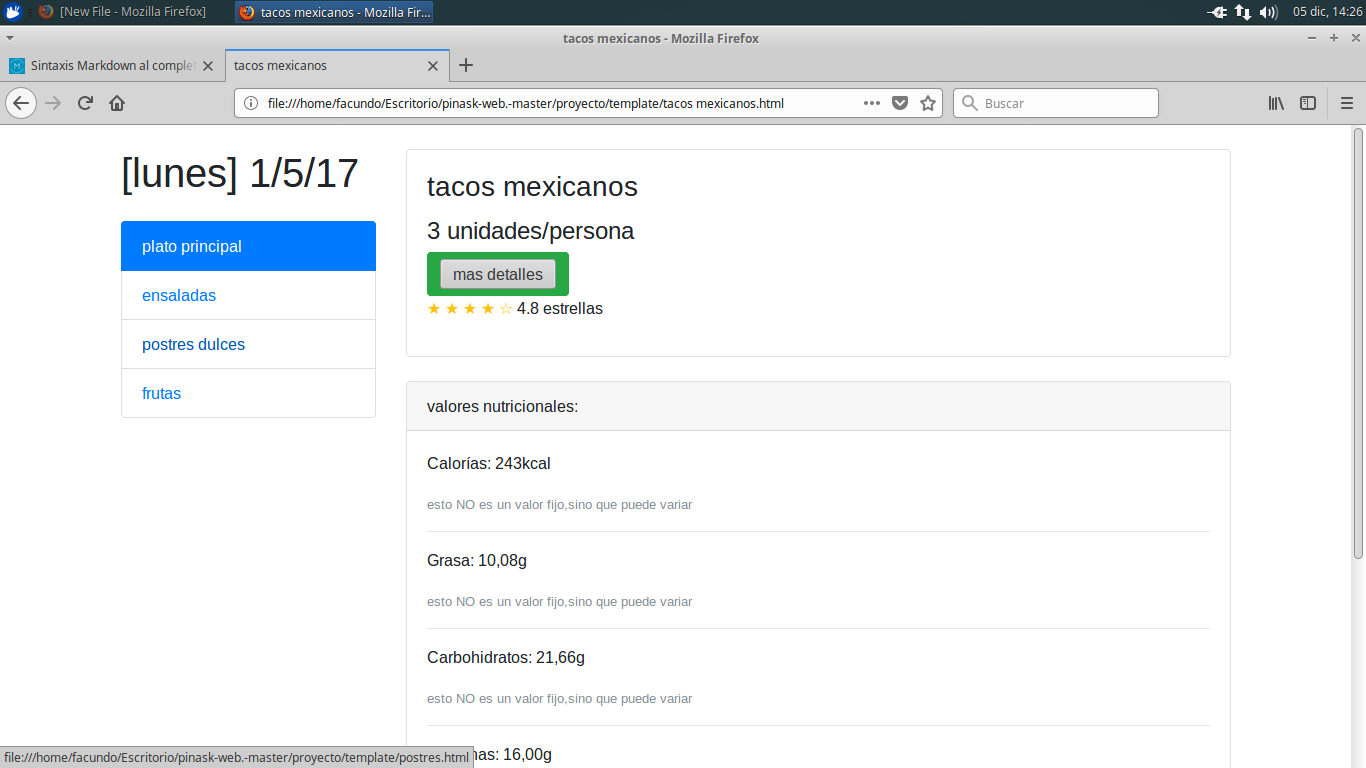 [New File - Mozilla Firefox]
tacos mexicanos - Mozilla Fir...
05 dic, 14:26
tacos mexicanos - Mozilla Firefox
Sintaxis Markdown al complet
tacos mexicanos
file:///home/facundo/Escritorio/pinask-web.-master/proyecto/template/tacos mexicanos.html
Buscar
[lunes] 1/5/17
plato principal
ensaladas
postres dulces
frutas
tacos mexicanos
3 unidades/persona
mas detalles
★ ★ ★ ★ ☆ 4.8 estrellas
valores nutricionales:
Calorías: 243kcal
esto NO es un valor fijo,sino que puede variar
Grasa: 10,08g
esto NO es un valor fijo,sino que puede variar
Carbohidratos: 21,66g
esto NO es un valor fijo,sino que puede variar
nas: 16,00g
file:///home/facundo/Escritorio/pinask-web.-master/proyecto/template/postres.html